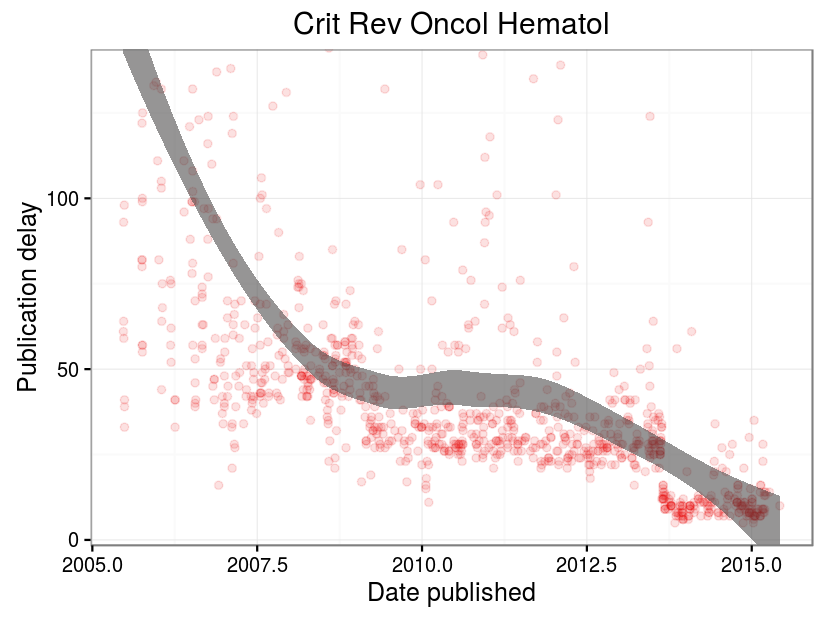 Crit Rev Oncol Hematol
Publication delay
100
50
0
2005.0 2007.5 2010.0 2012.5 2015.0
Date published